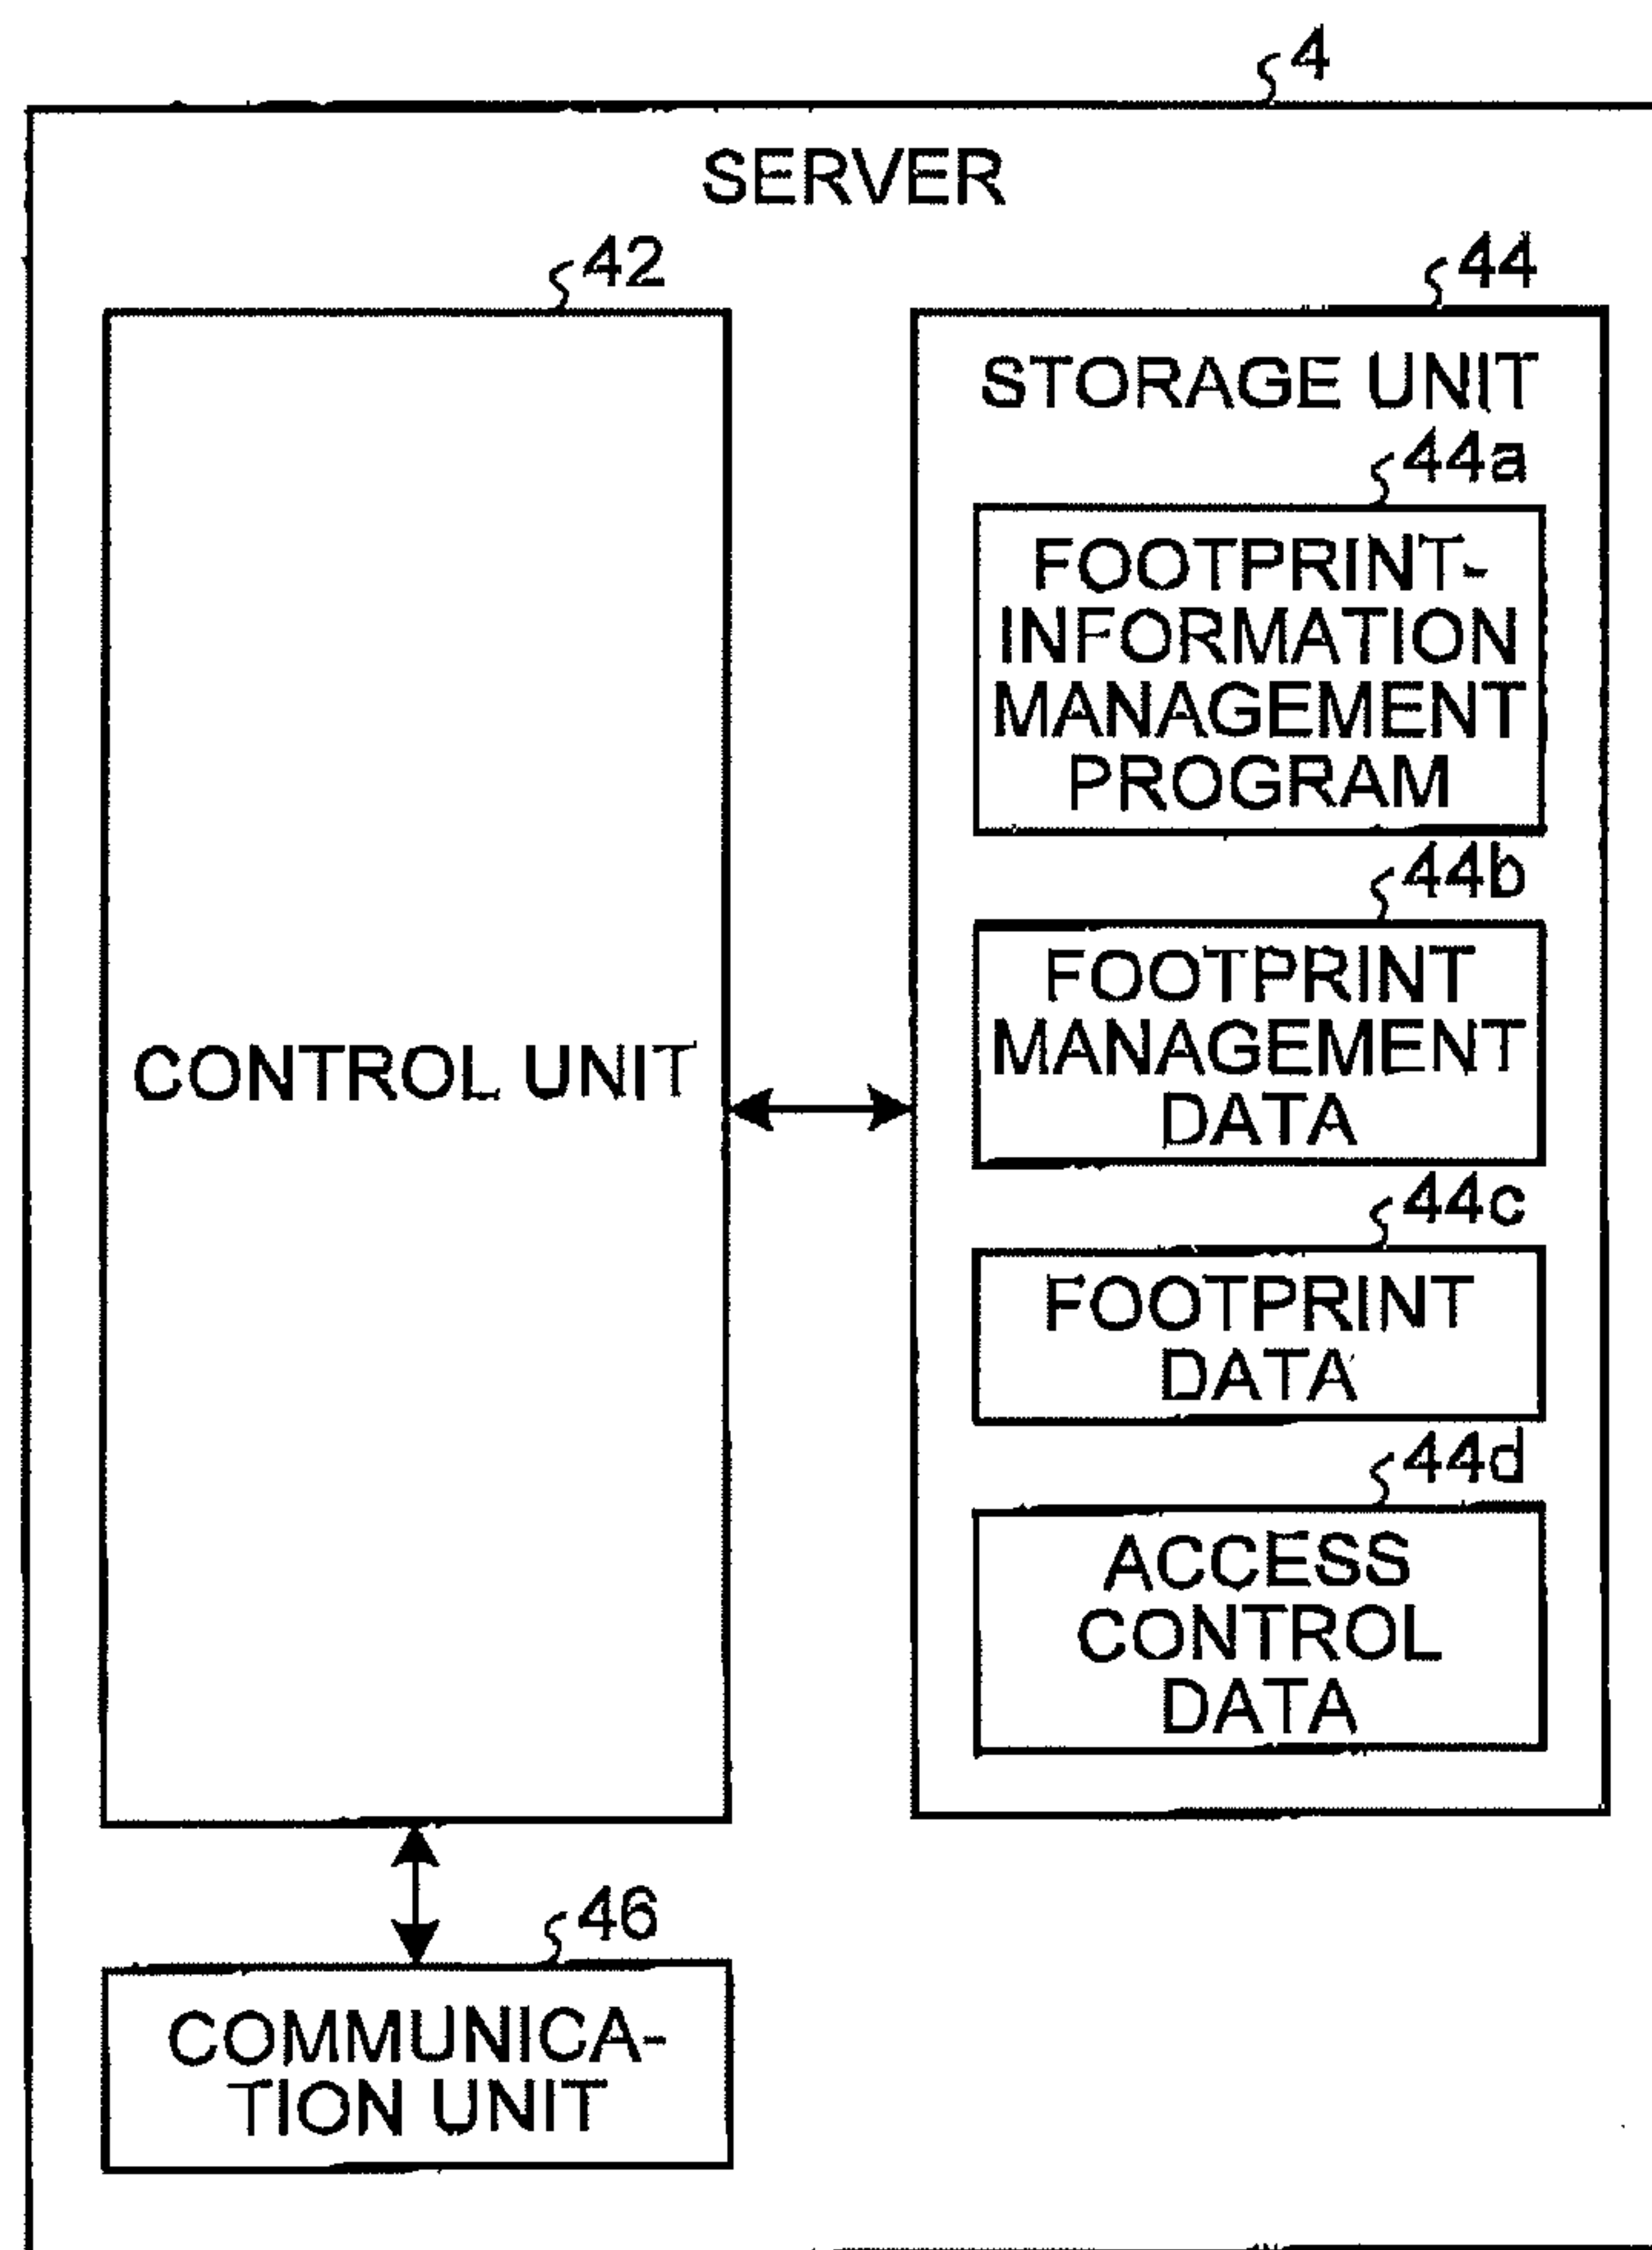 4
SERVER
42
44
STORAGE UNIT
44a
FOOTPRINT-
INFORMATION
MANAGEMENT
PROGRAM
44b
FOOTPRINT
MANAGEMENT
DATA
CONTROL UNIT
44c
FOOTPRINT
DATA
44d
ACCESS
CONTROL
DATA
46
COMMUNICA-
TION UNIT